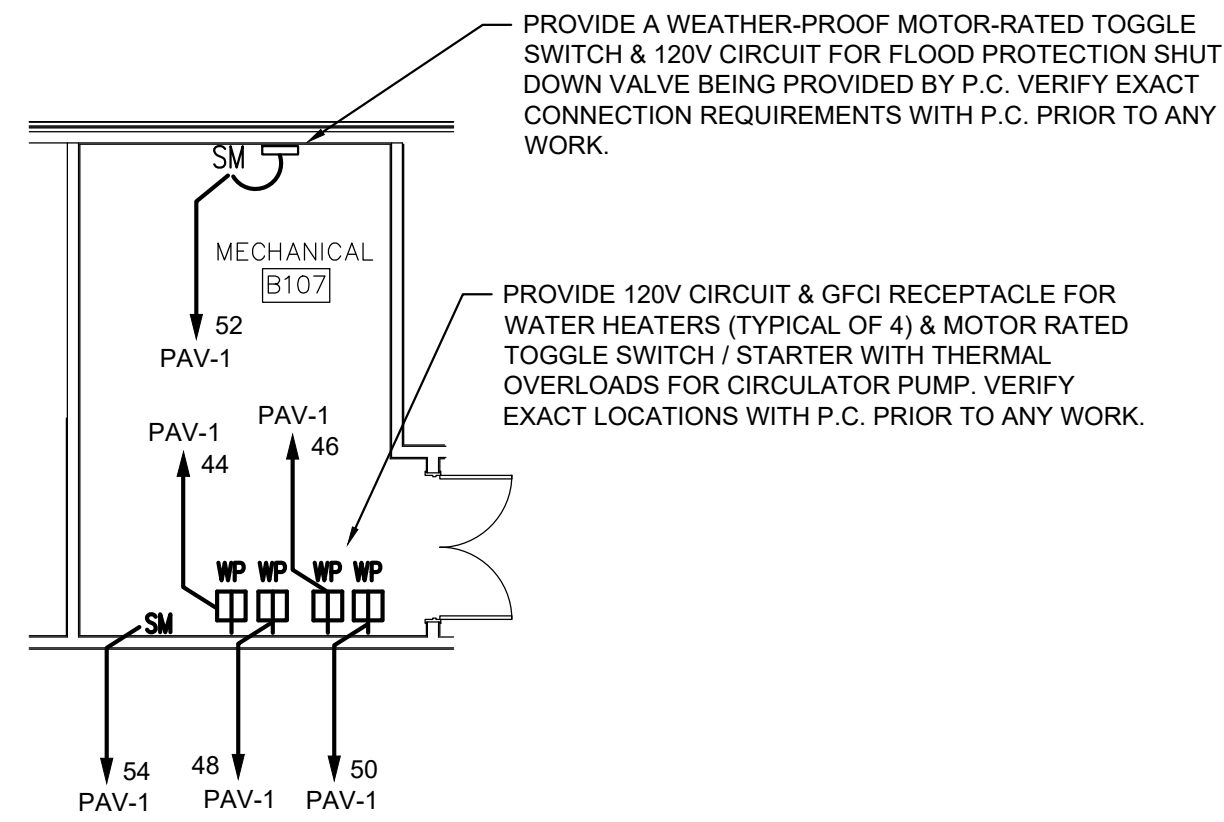 PROVIDE A WEATHER-PROOF MOTOR-RATED TOGGLE
SWITCH & 120V CIRCUIT FOR FLOOD PROTECTION SHUT
DOWN VALVE BEING PROVIDED BY P.C. VERIFY EXACT
CONNECTION REQUIREMENTS WITH P.C. PRIOR TO ANY
WORK.
SM
MECHANICAL
B107
52
PAV-1
PROVIDE 120V CIRCUIT & GFCI RECEPTACLE FOR
WATER HEATERS (TYPICAL OF 4) & MOTOR RATED
TOGGLE SWITCH / STARTER WITH THERMAL
OVERLOADS FOR CIRCULATOR PUMP. VERIFY
EXACT LOCATIONS WITH P.C. PRIOR TO ANY WORK.
PAV-1
44
PAV-1
46
WP WP WP WP
SM
54
PAV-1
48
PAV-1
50
PAV-1